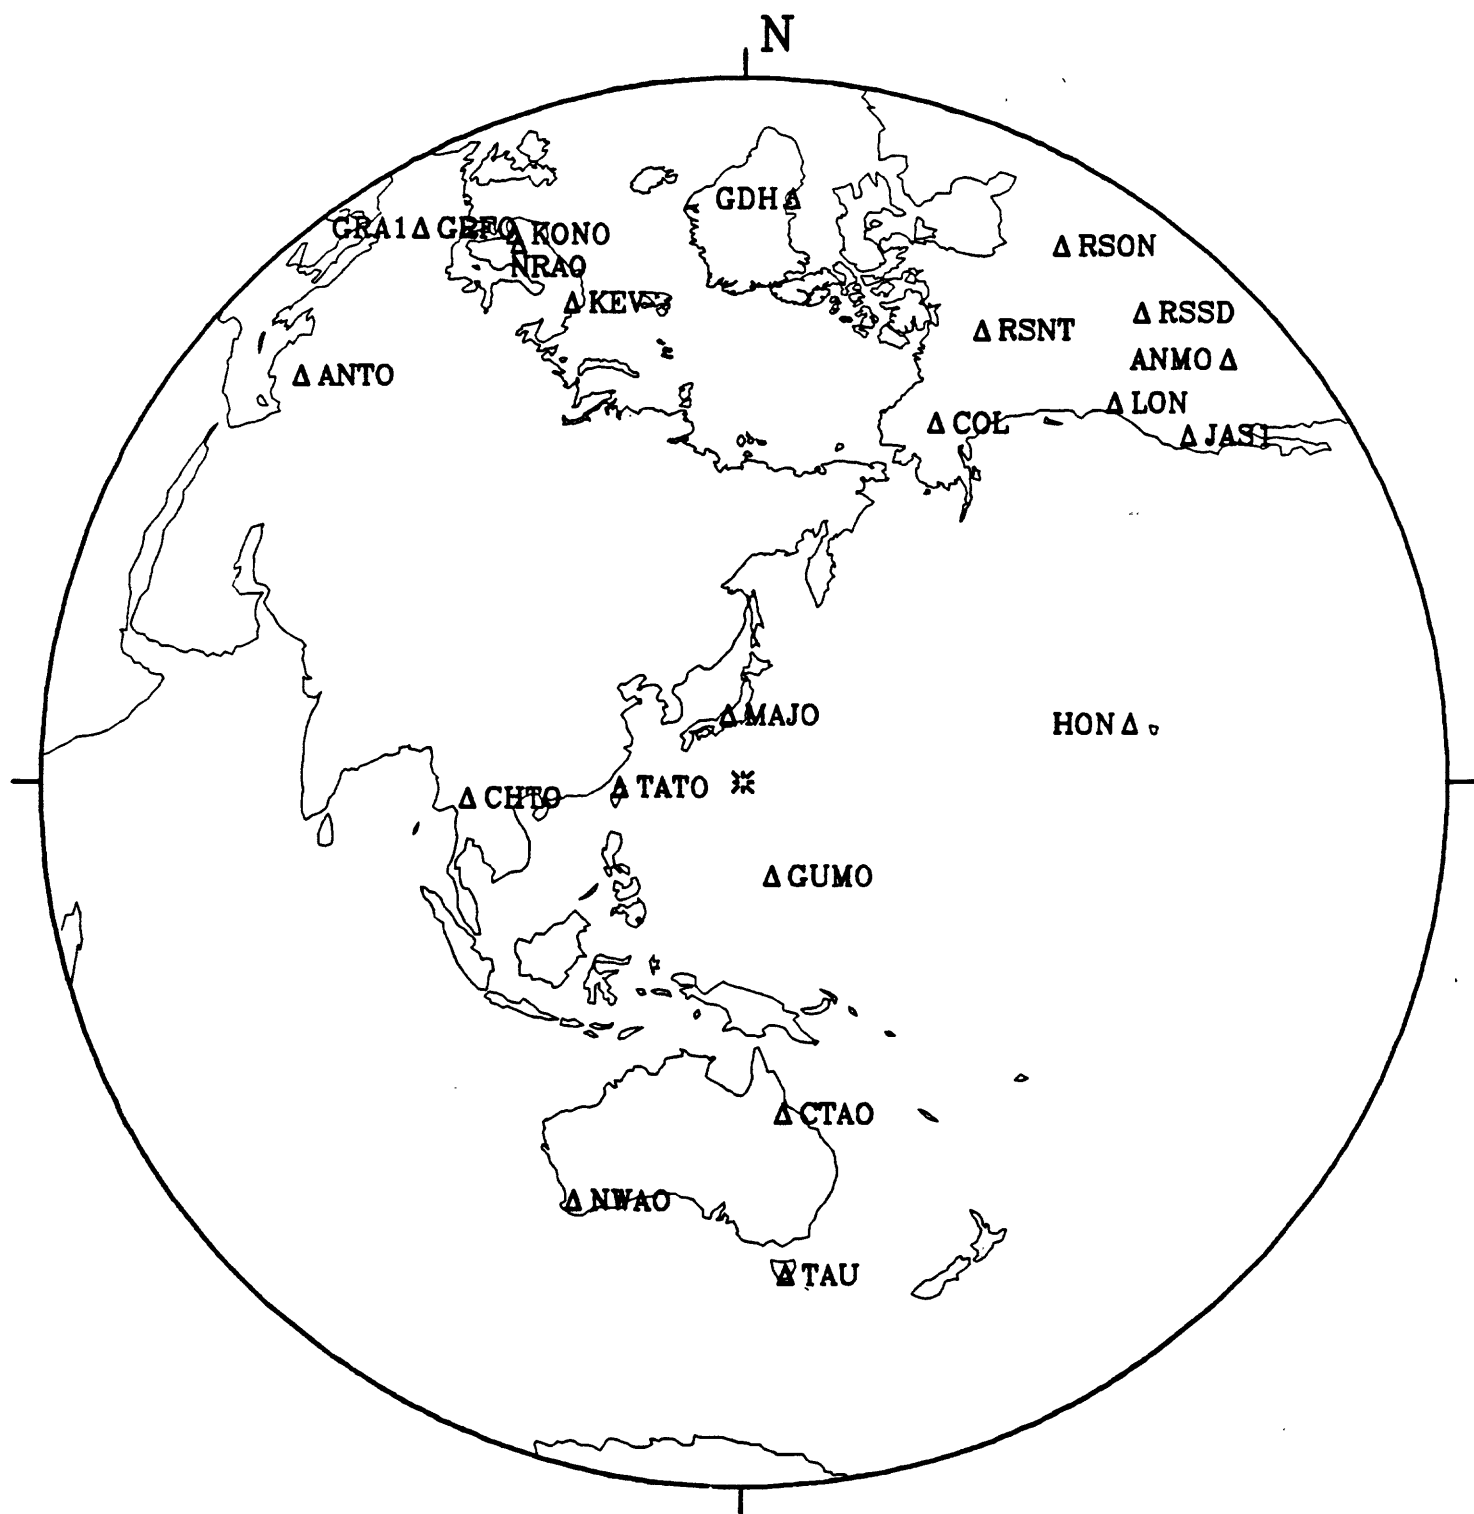 N
GDH
GRA1 GRFO KONO
RSON
NRAO
KEV
RSSD
RSNT
ANMO
ANTO
LON
COL
JAS1
MAJO
HON
CHTO
TATO
GUMO
CTAO
NWAO
TAU